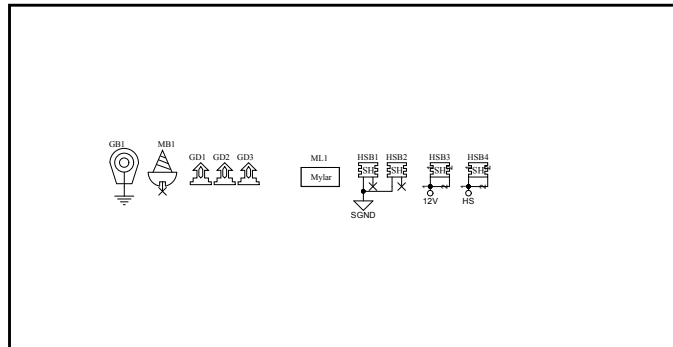 GB1
MB1
GD1 GD2 GD3
ML1
HSB1 HSB2
HSB3
HSB4
Mylar
SH SH
SH
SH
SGND
12V
HS